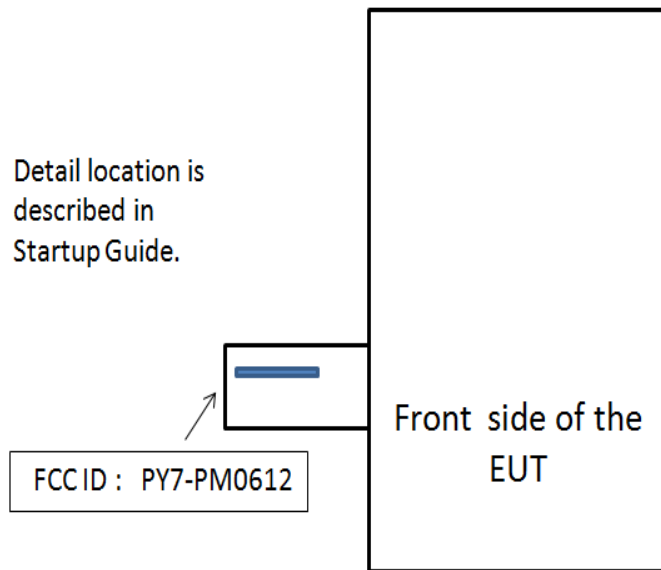 Detail location is
described in
Startup Guide.
Front side of the
EUT
FCC ID : PY7-PM0612